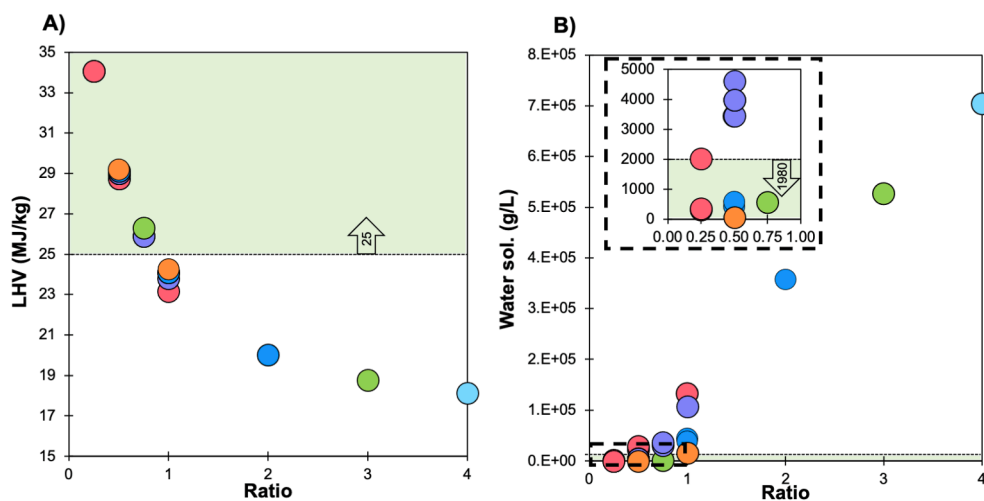 A)
35
33
31
29
27
25
23
21
19
17
15
LHV (MJ/kg)
25
0
1
2
3
4
Ratio
B)
8.E+05
7.E+05
6.E+05
5.E+05
4.E+05
3.E+05
2.E+05
1.E+05
0.E+00
Water sol. (g/L)
5000
4000
3000
2000
1000
0
1980
0.00 0.25 0.50 0.75 1.00
0
1
2
3
4
Ratio